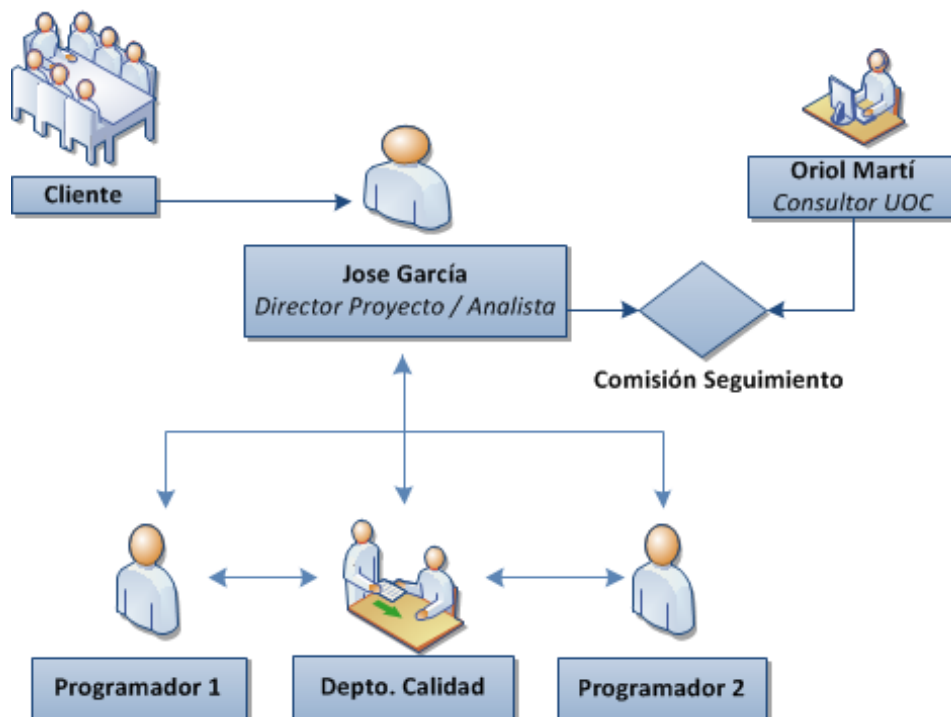 Cliente
Oriol Martí
Consultor UOC
Jose García
Director Proyecto / Analista
Comisión Seguimiento
Programador 1
Depto. Calidad
Programador 2